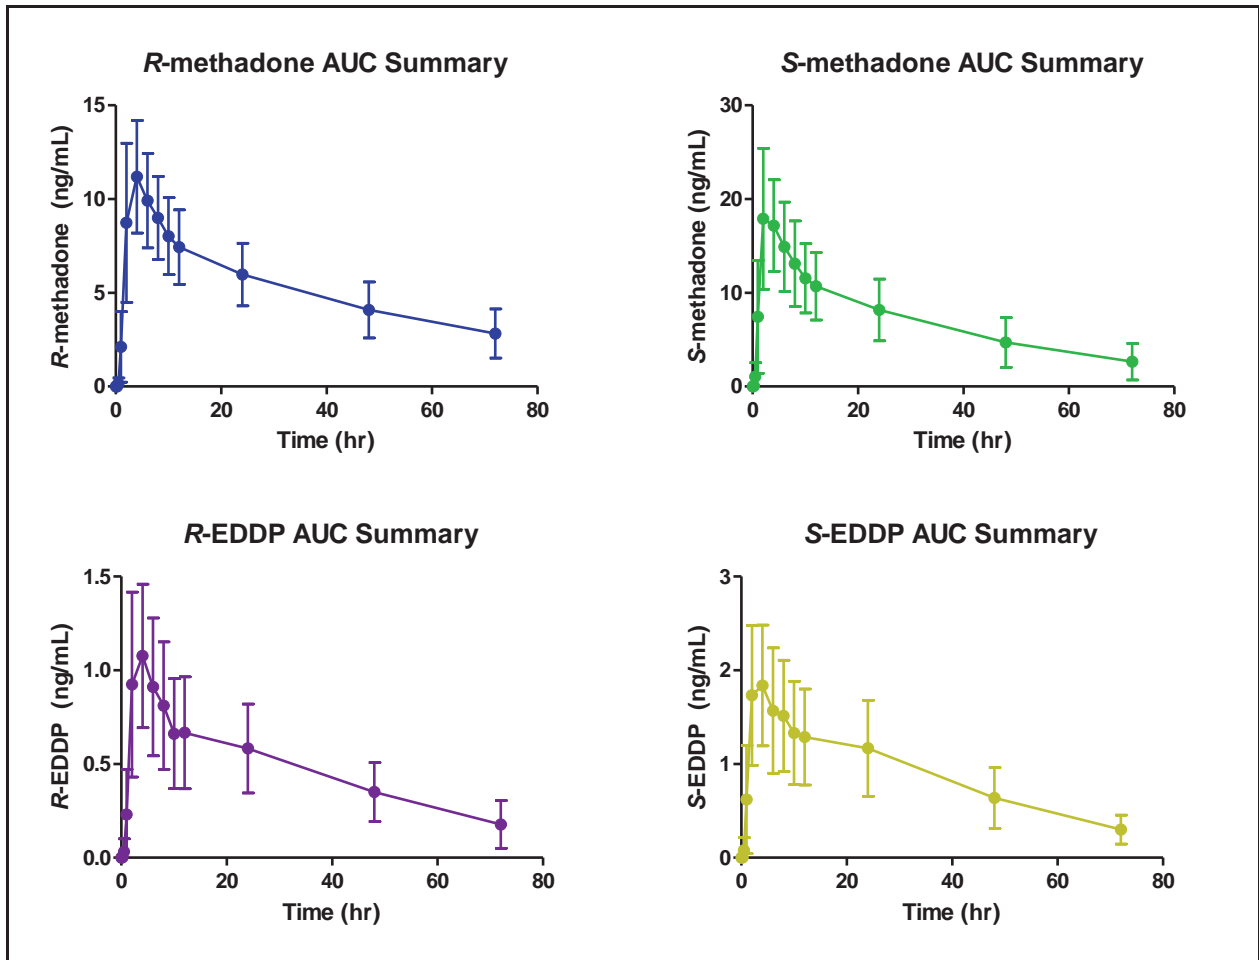 R-methadone AUC Summary
R-methadone (ng/mL)
15
10
5
0
0 20 40 60 80
Time (hr)
S-methadone AUC Summary
S-methadone (ng/mL)
30
20
10
0
0 20 40 60 80
Time (hr)
R-EDDP AUC Summary
R-EDDP (ng/mL)
1.5
1.0
0.5
0.0
0 20 40 60 80
Time (hr)
S-EDDP AUC Summary
S-EDDP (ng/mL)
3
2
1
0
0 20 40 60 80
Time (hr)